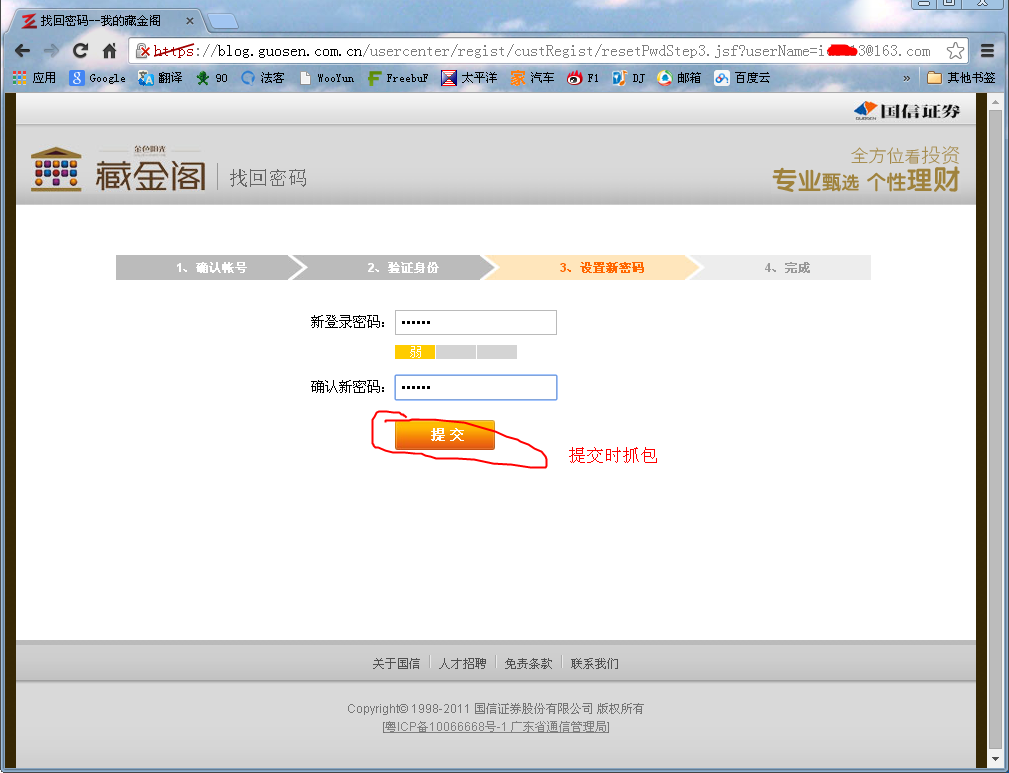 找回密码--我的藏金阁
https://blog.guosen.com.cn/usercenter/regist/custRegist/resetPwdStep3.jsf?userName=i 3@163.com
应用 Google 翻译 90 法客 WooYun FreebuF 太平洋 汽车 F1 DJ 邮箱 百度云 » 其他书签
国信证券
金色阳光
藏金阁 找回密码
全方位看投资
专业甄选 个性理财
1、确认帐号 2、验证身份 3、设置新密码 4、完成
新登录密码：
弱
确认新密码：
提 交
提交时抓包
关于国信 人才招聘 免责条款 联系我们
Copyright© 1998-2011 国信证券股份有限公司 版权所有
[粤ICP备10066668号-1 广东省通信管理局]